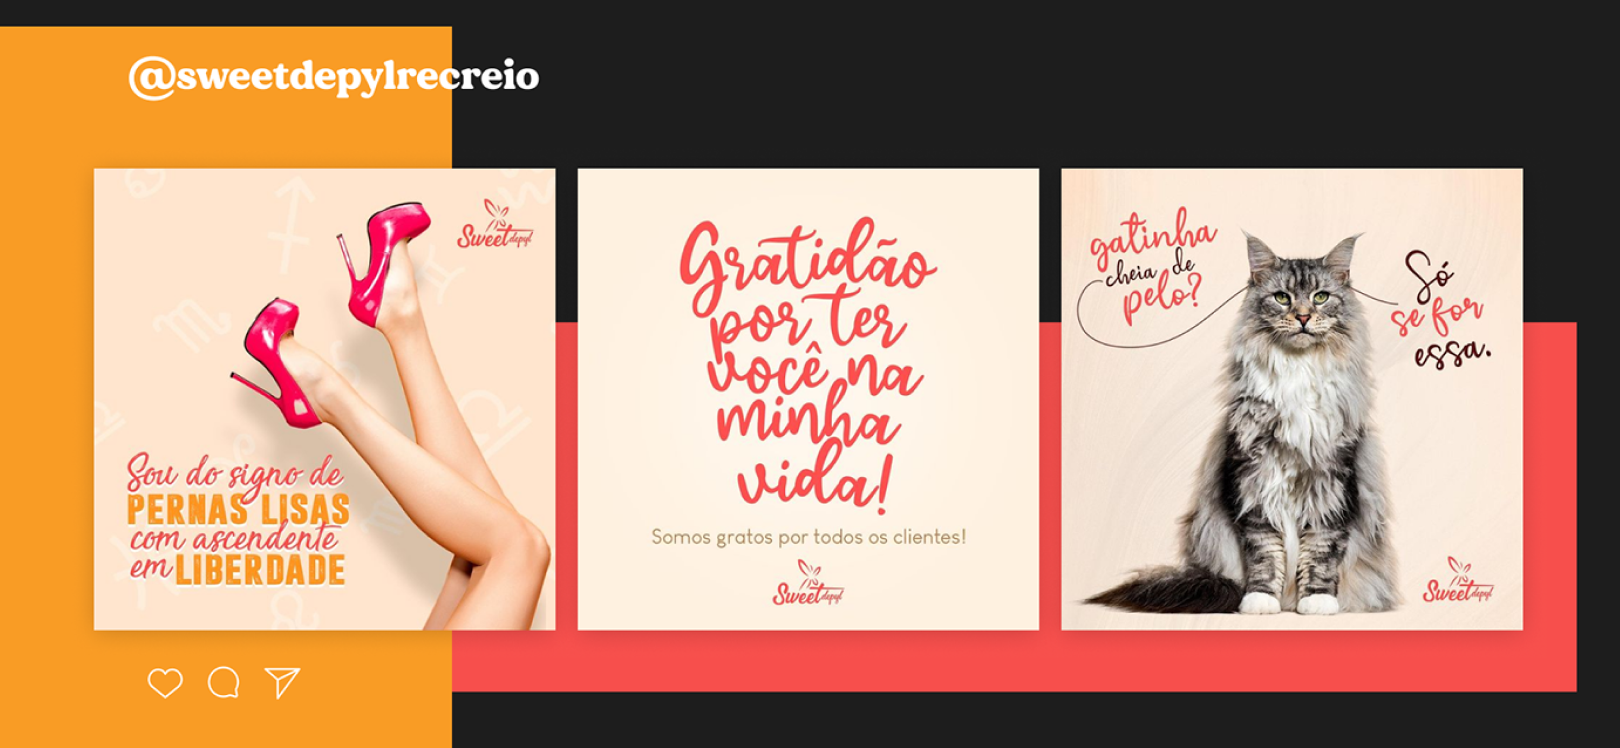 @sweetdepylrecreio
Sweet depyl
Sou do signo de
PERNAS LISAS
com ascendente
em LIBERDADE
Gratidão
por ter
você na
minha
vida!
Somos gratos por todos os clientes!
Sweet depyl
gatinha
cheia de
pelo?
Só
se for
essa.
Sweet depyl